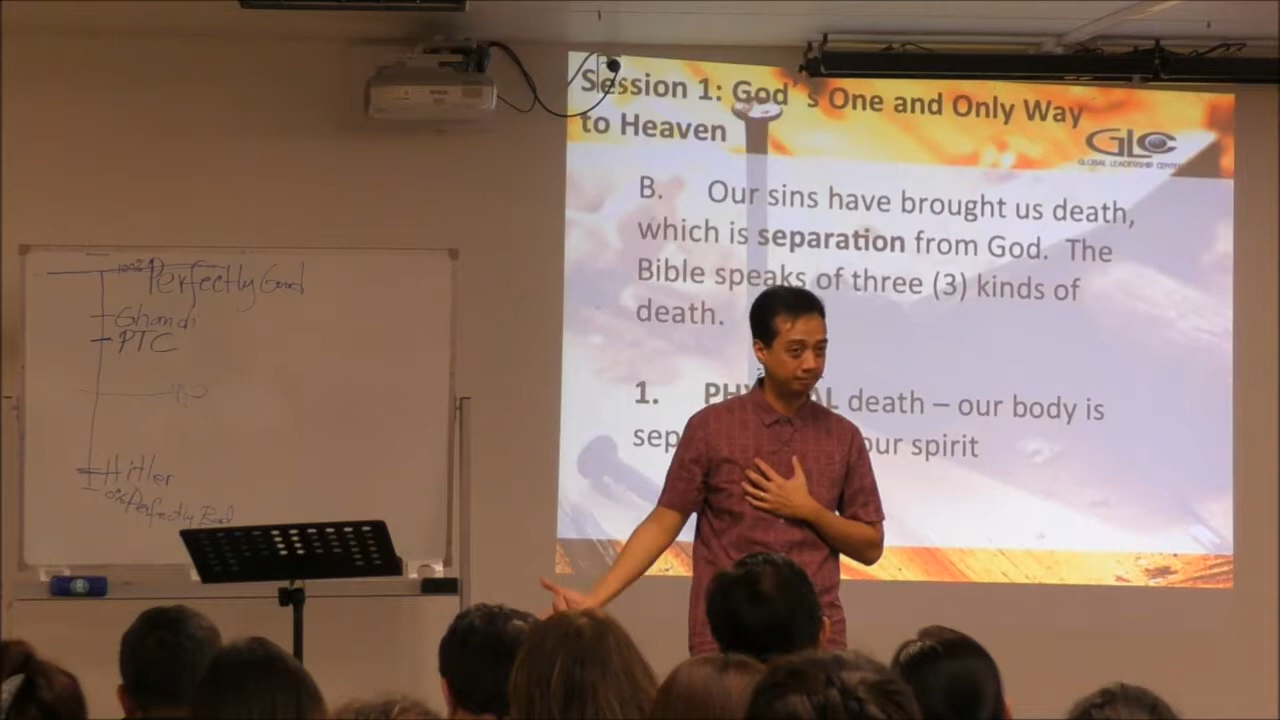 Session 1: God's One and Only Way
to Heaven
GLC
GLOBAL LEADERSHIP CENTER
B. Our sins have brought us death,
which is separation from God. The
Bible speaks of three (3) kinds of
death.
1. death – our body is
our spirit
100% Perfectly Good
Ghandi
PTC
Hitler
0% Perfectly Bad